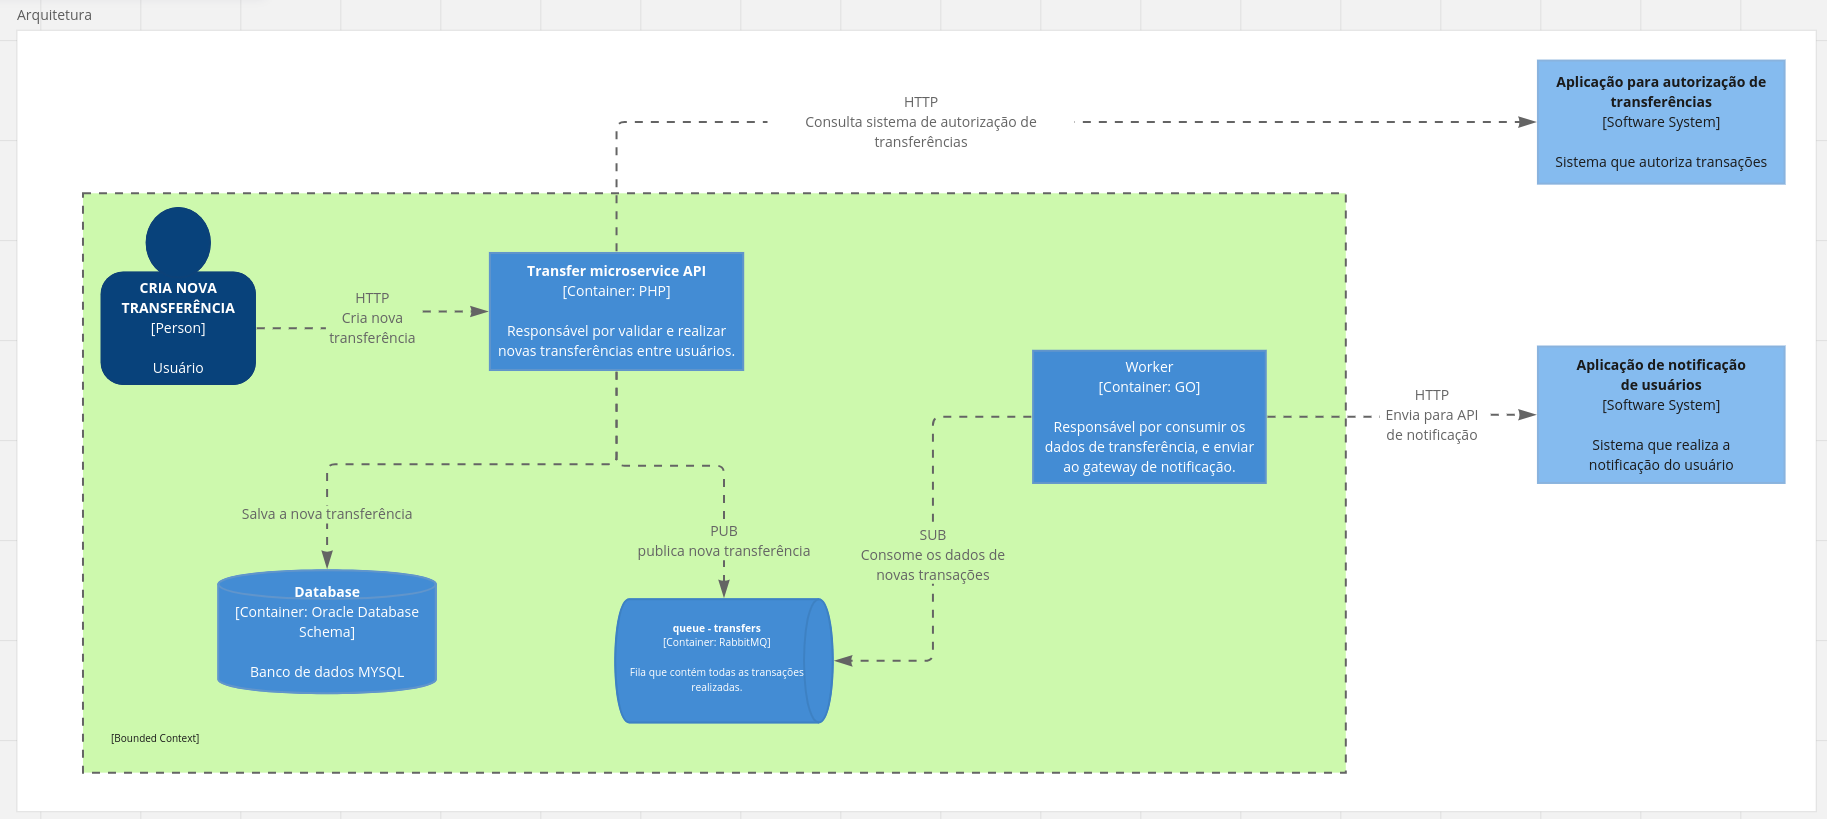 Arquitetura
HTTP
Consulta sistema de autorização de
transferências
Aplicação para autorização de
transferências
[Software System]
Sistema que autoriza transações
CRIA NOVA
TRANSFERÊNCIA
[Person]
Usuário
HTTP
Cria nova
transferência
Transfer microservice API
[Container: PHP]
Responsável por validar e realizar
novas transferências entre usuários.
Worker
[Container: GO]
Responsável por consumir os
dados de transferência, e enviar
ao gateway de notificação.
HTTP
Envia para API
de notificação
Aplicação de notificação
de usuários
[Software System]
Sistema que realiza a
notificação do usuário
Salva a nova transferência
PUB
publica nova transferência
SUB
Consome os dados de
novas transações
Database
[Container: Oracle Database
Schema]
Banco de dados MYSQL
queue - transfers
[Container: RabbitMQ]
Fila que contém todas as transações
realizadas.
[Bounded Context]